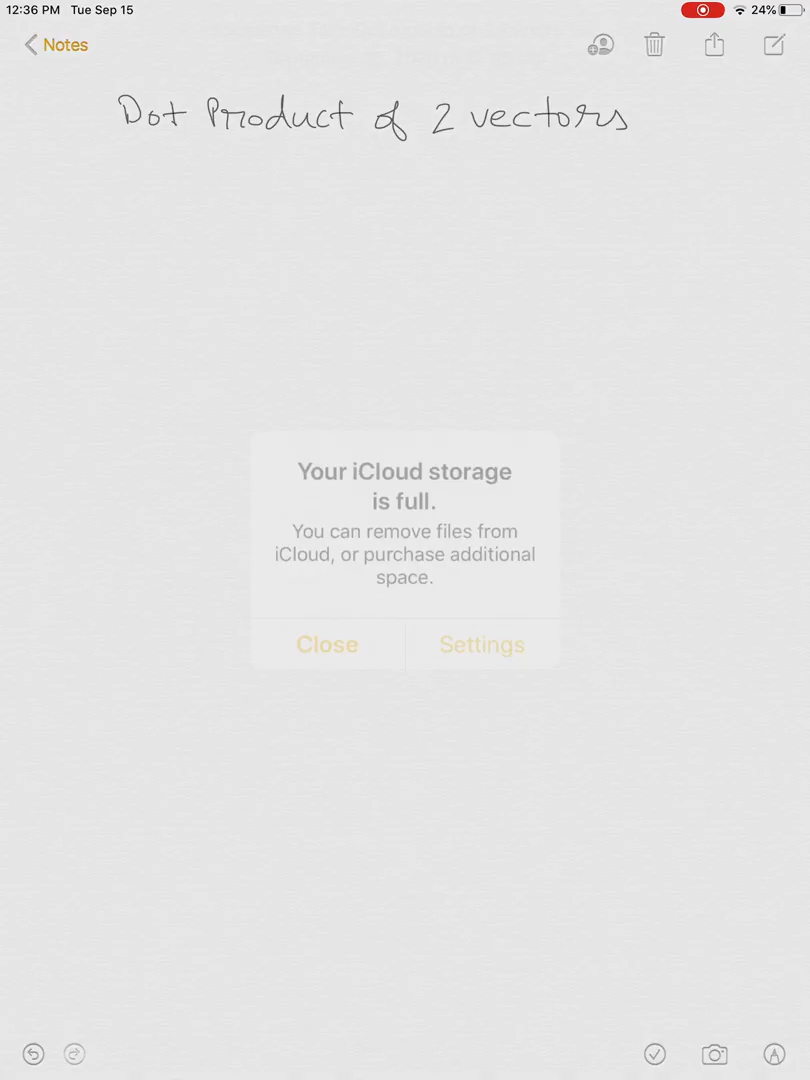 12:36 PM Tue Sep 15
24%
Notes
Dot Product of 2 vectors
Your iCloud storage
is full.
You can remove files from
iCloud, or purchase additional
space.
Close Settings